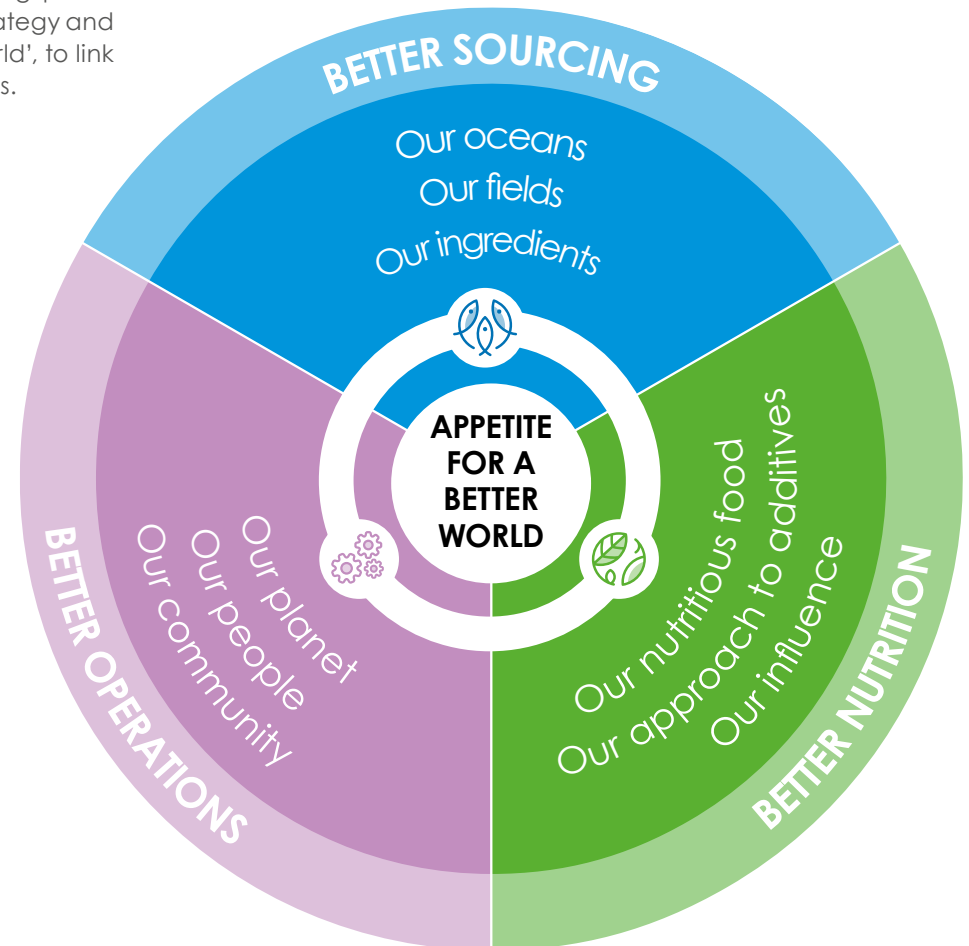 ategy and
rld', to link
s.
BETTER SOURCING
Our oceans
Our fields
Our ingredients
APPETITE
FOR A
BETTER
WORLD
BETTER OPERATIONS
Our planet
Our people
Our community
Our nutritious food
Our approach to additives
Our influence
BETTER NUTRITION